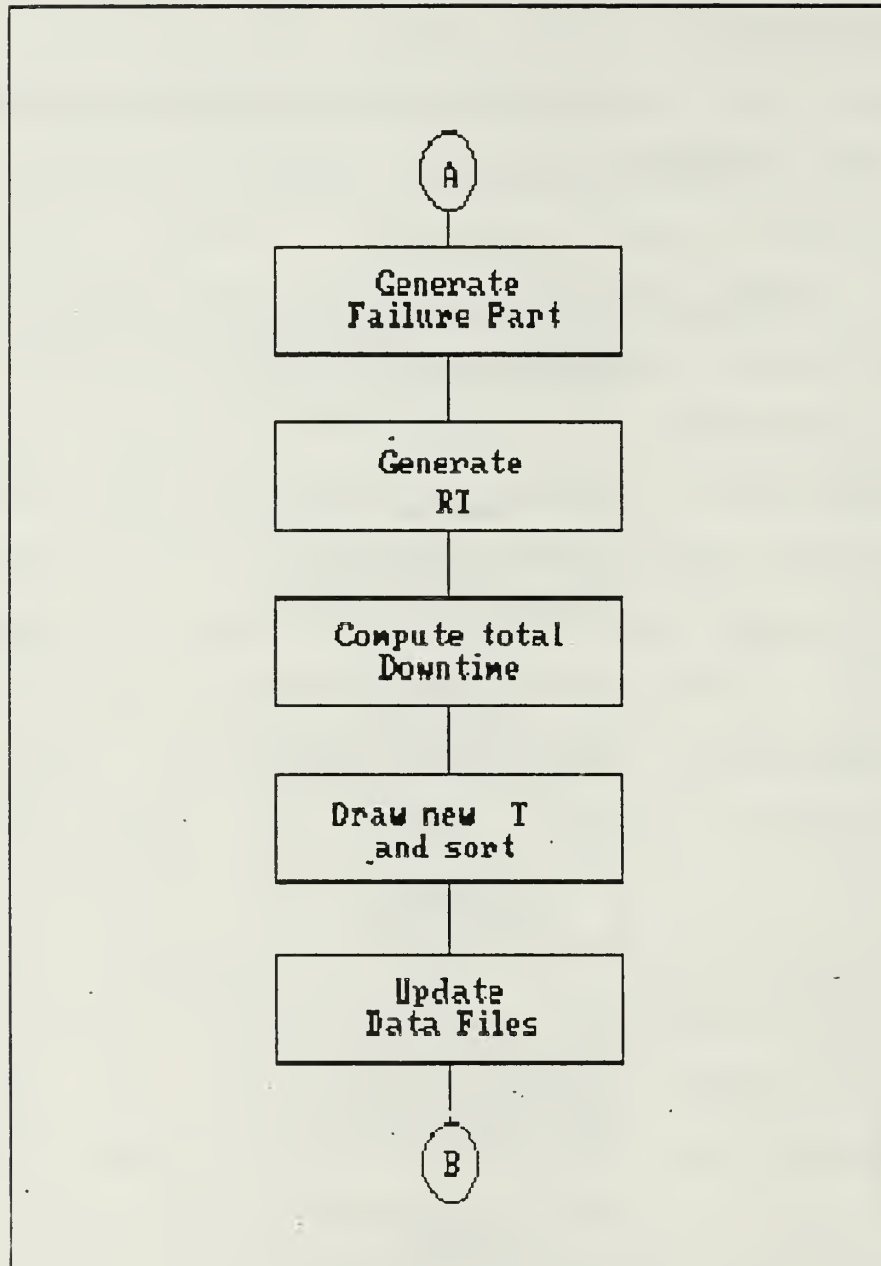 A
Generate
Failure Part
Generate
RT
Compute total
Downtime
Draw new T
and sort
Update
Data Files
B